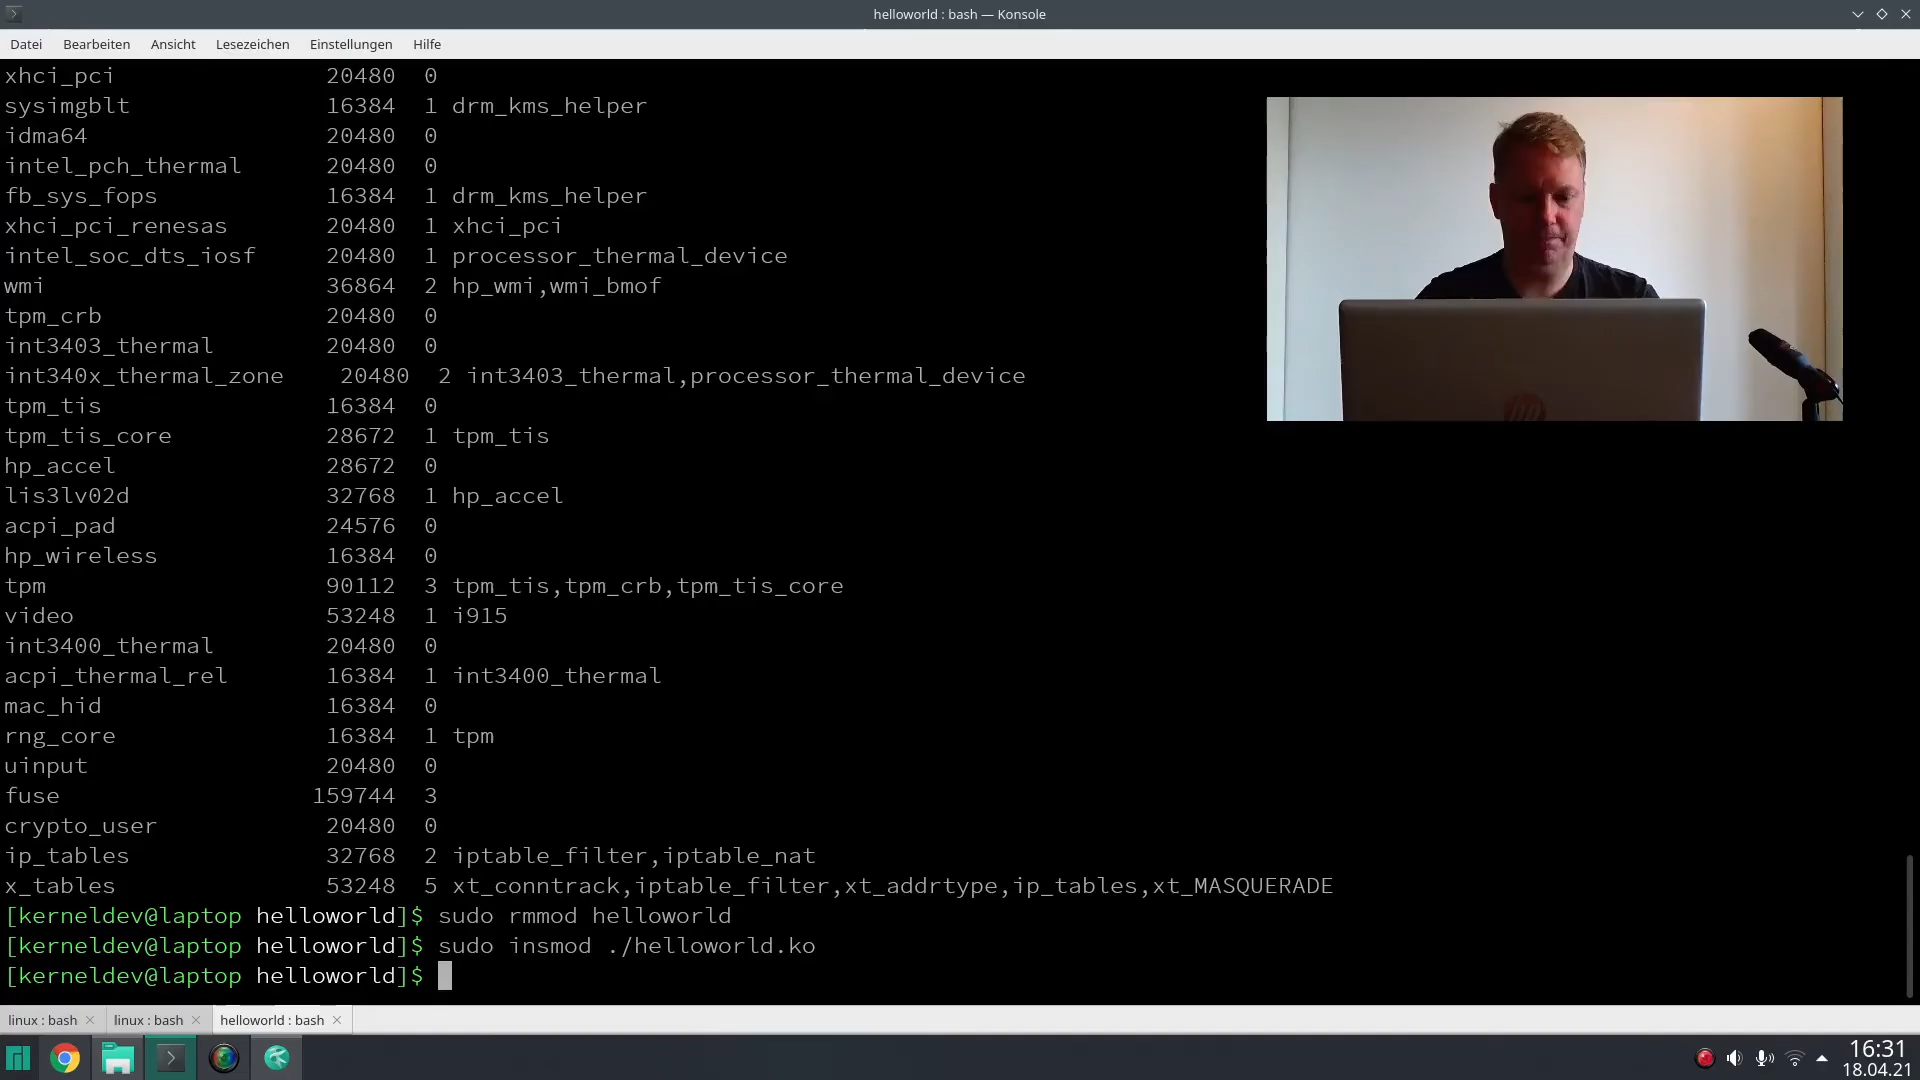 helloworld : bash — Konsole
Datei Bearbeiten Ansicht Lesezeichen Einstellungen Hilfe
xhci_pci 20480 0
sysimgblt 16384 1 drm_kms_helper
idma64 20480 0
intel_pch_thermal 20480 0
fb_sys_fops 16384 1 drm_kms_helper
xhci_pci_renesas 20480 1 xhci_pci
intel_soc_dts_iosf 20480 1 processor_thermal_device
wmi 36864 2 hp_wmi,wmi_bmof
tpm_crb 20480 0
int3403_thermal 20480 0
int340x_thermal_zone 20480 2 int3403_thermal,processor_thermal_device
tpm_tis 16384 0
tpm_tis_core 28672 1 tpm_tis
hp_accel 28672 0
lis3lv02d 32768 1 hp_accel
acpi_pad 24576 0
hp_wireless 16384 0
tpm 90112 3 tpm_tis,tpm_crb,tpm_tis_core
video 53248 1 i915
int3400_thermal 20480 0
acpi_thermal_rel 16384 1 int3400_thermal
mac_hid 16384 0
rng_core 16384 1 tpm
uinput 20480 0
fuse 159744 3
crypto_user 20480 0
ip_tables 32768 2 iptable_filter,iptable_nat
x_tables 53248 5 xt_conntrack,iptable_filter,xt_addrtype,ip_tables,xt_MASQUERADE
[kerneldev@laptop helloworld]$ sudo rmmod helloworld
[kerneldev@laptop helloworld]$ sudo insmod ./helloworld.ko
[kerneldev@laptop helloworld]$
linux : bash linux : bash helloworld : bash
16:31
18.04.21